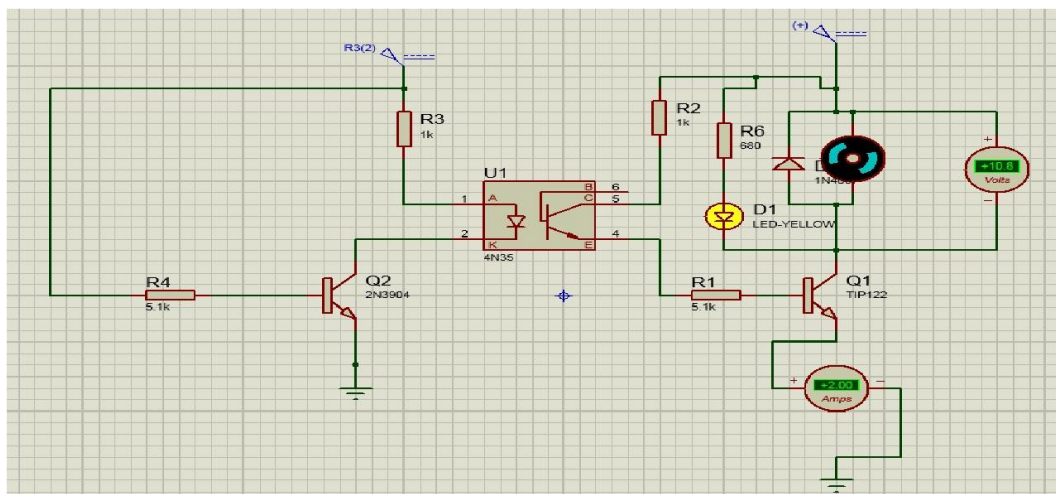 (+)
R3(2)
R3
1k
R2
1k
R6
680
D
1N4
+10.8
Volts
U1
1
A
2
K
B
6
C
5
E
4
4N35
D1
LED-YELLOW
R4
5.1k
Q2
2N3904
R1
5.1k
Q1
TIP122
+2.00
Amps
+
-
+
-